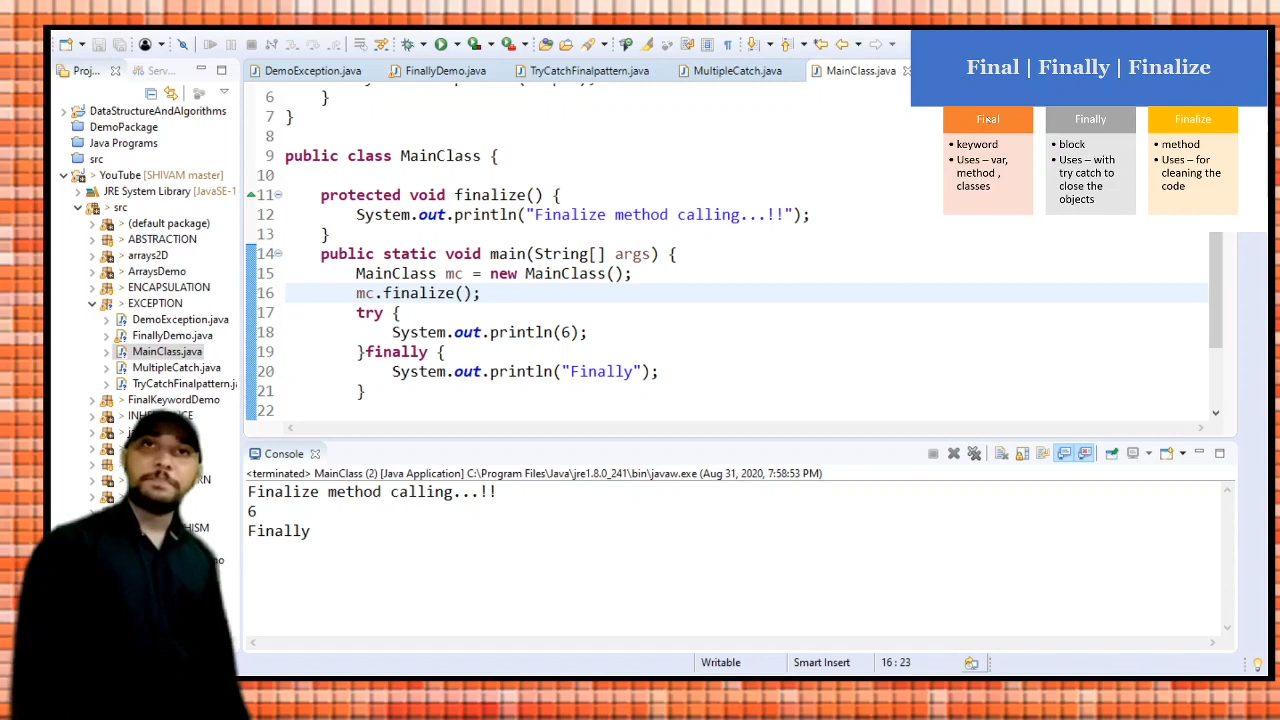 Final | Finally | Finalize
Final
Finally
Finalize
• keyword
• Uses – var, method , classes
• block
• Uses – with try catch to close the objects
• method
• Uses – for cleaning the code
Proj...
Serv...
DemoException.java
FinallyDemo.java
TryCatchFinalpattern.java
MultipleCatch.java
MainClass.java
DataStructureAndAlgorithms
DemoPackage
Java Programs
src
> YouTube [SHIVAM master]
JRE System Library [JavaSE-1
> src
> (default package)
> ABSTRACTION
> arrays2D
> ArraysDemo
> ENCAPSULATION
> EXCEPTION
> DemoException.java
> FinallyDemo.java
> MainClass.java
> MultipleCatch.java
> TryCatchFinalpattern.j
> FinalKeywordDemo
6 }
7 }
8
9 public class MainClass {
10
11 protected void finalize() {
12 System.out.println("Finalize method calling...!!");
13 }
14 public static void main(String[] args) {
15 MainClass mc = new MainClass();
16 mc.finalize();
17 try {
18 System.out.println(6);
19 }finally {
20 System.out.println("Finally");
21 }
22
Console
<terminated> MainClass (2) [Java Application] C:\Program Files\Java\jre1.8.0_241\bin\javaw.exe (Aug 31, 2020, 7:58:53 PM)
Finalize method calling...!!
6
Finally
Writable
Smart Insert
16 : 23